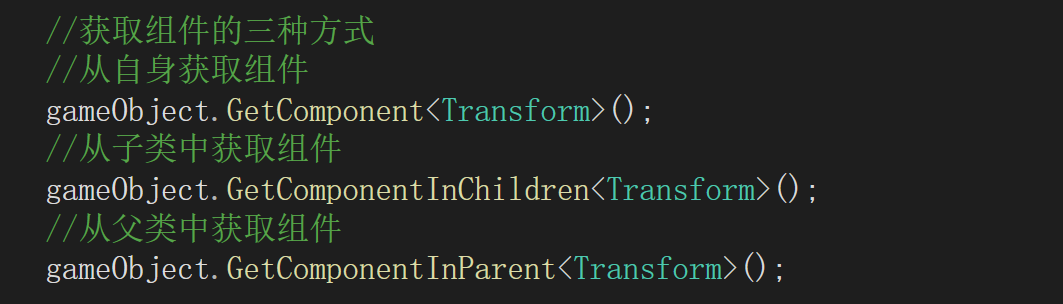 //获取组件的三种方式
//从自身获取组件
gameObject.GetComponent<Transform>();
//从子类中获取组件
gameObject.GetComponentInChildren<Transform>();
//从父类中获取组件
gameObject.GetComponentInParent<Transform>();